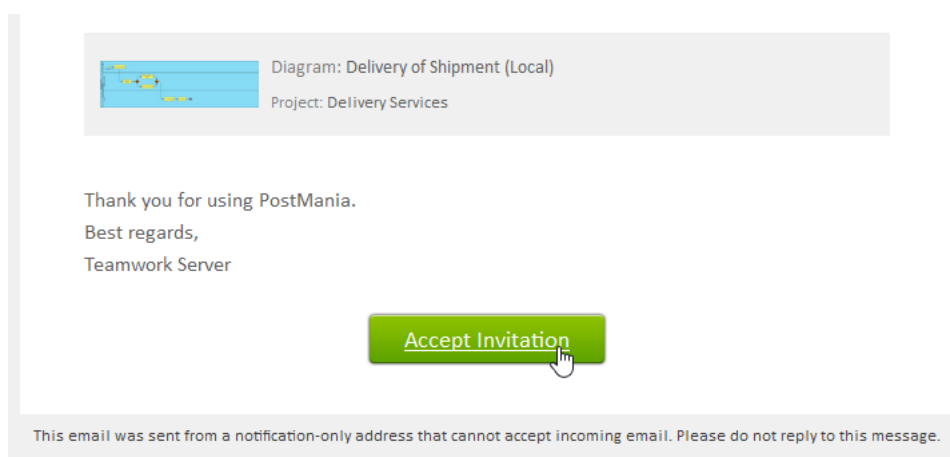 Diagram: Delivery of Shipment (Local)
Project: Delivery Services
Thank you for using PostMania.
Best regards,
Teamwork Server
Accept Invitation
This email was sent from a notification-only address that cannot accept incoming email. Please do not reply to this message.